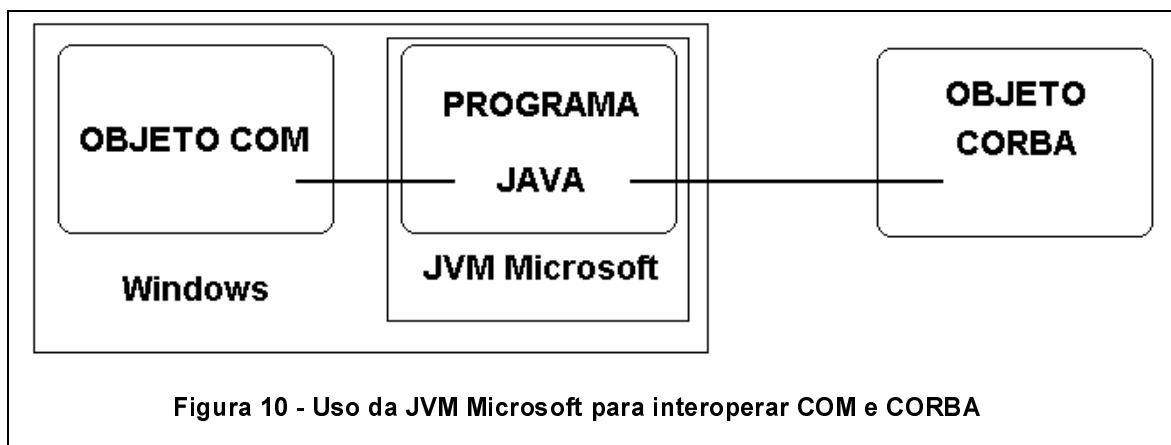 OBJETO COM
PROGRAMA
JAVA
OBJETO
CORBA
JVM Microsoft
Windows
Figura 10 - Uso da JVM Microsoft para interoperar COM e CORBA